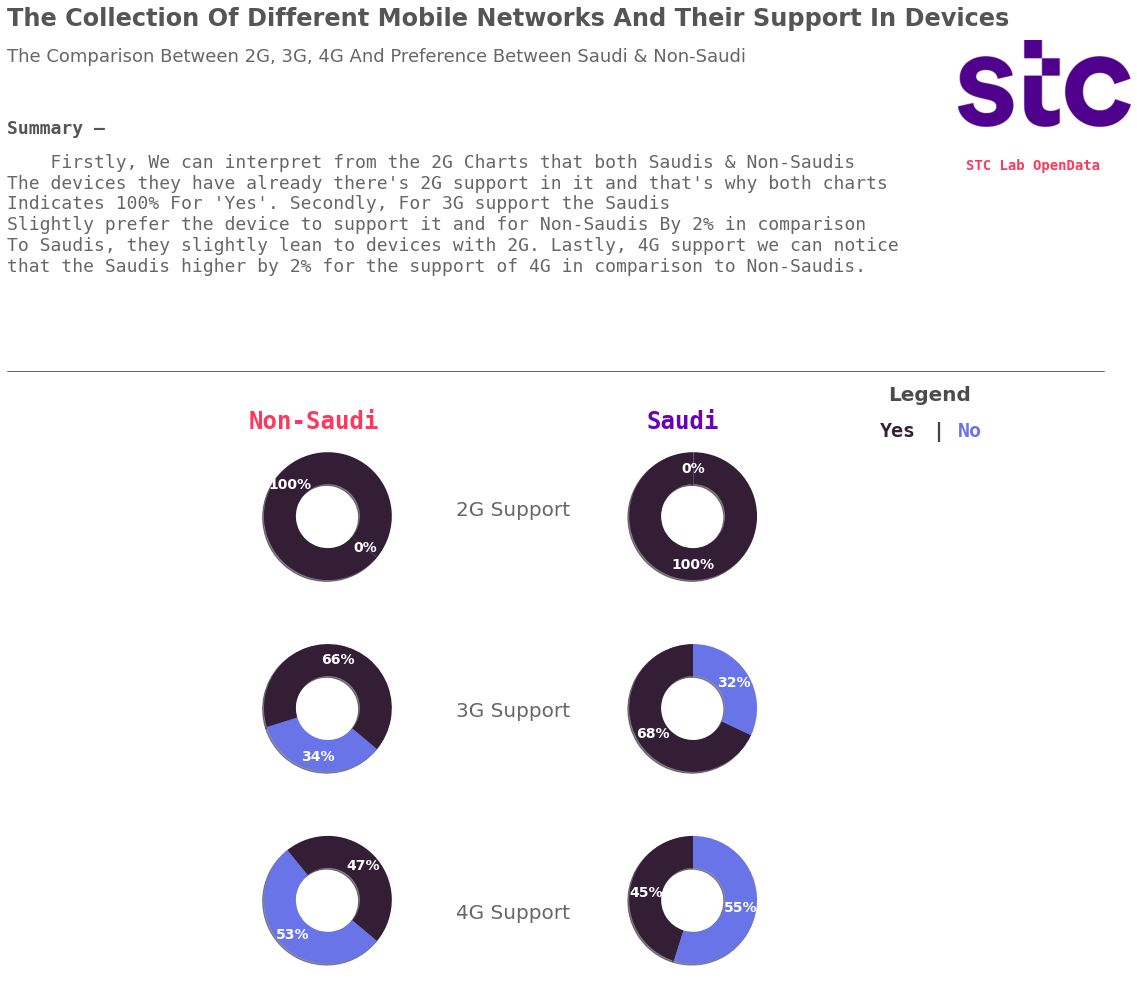 The Collection Of Different Mobile Networks And Their Support In Devices
The Comparison Between 2G, 3G, 4G And Preference Between Saudi & Non-Saudi
stc
STC Lab OpenData
Summary —
Firstly, We can interpret from the 2G Charts that both Saudis & Non-Saudis
The devices they have already there's 2G support in it and that's why both charts
Indicates 100% For 'Yes'. Secondly, For 3G support the Saudis
Slightly prefer the device to support it and for Non-Saudis By 2% in comparison
To Saudis, they slightly lean to devices with 2G. Lastly, 4G support we can notice
that the Saudis higher by 2% for the support of 4G in comparison to Non-Saudis.
Legend
Yes | No
Non-Saudi
Saudi
100%
0%
2G Support
0%
100%
66%
34%
3G Support
32%
68%
47%
53%
4G Support
45%
55%